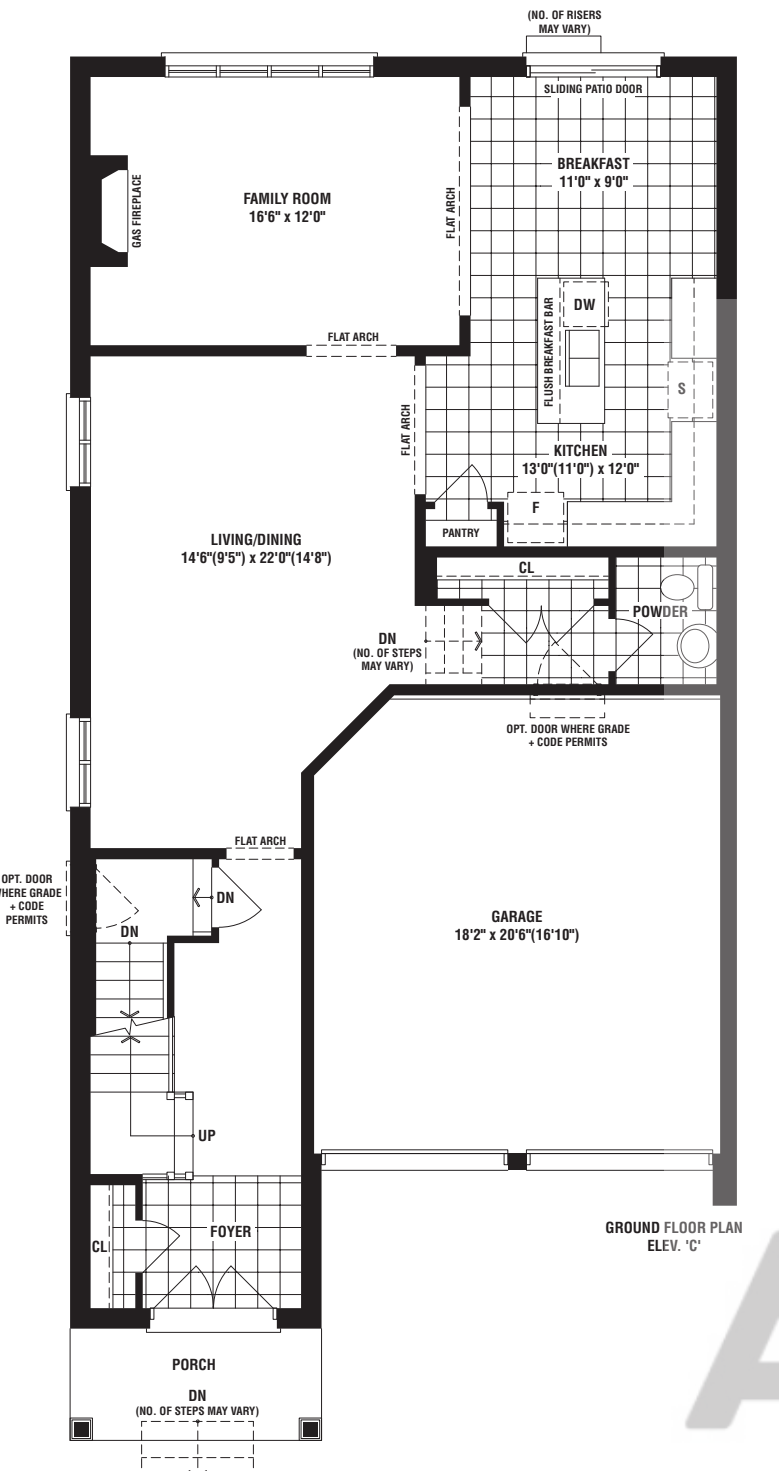 (NO. OF RISERS
MAY VARY)
SLIDING PATIO DOOR
BREAKFAST
11'0" x 9'0"
FAMILY ROOM
16'6" x 12'0"
GAS FIREPLACE
FLAT ARCH
FLUSH BREAKFAST BAR
DW
FLAT ARCH
S
FLAT ARCH
KITCHEN
13'0"(11'0") x 12'0"
F
PANTRY
LIVING/DINING
14'6"(9'5") x 22'0"(14'8")
CL
POWDER
DN
(NO. OF STEPS
MAY VARY)
OPT. DOOR WHERE GRADE
+ CODE PERMITS
FLAT ARCH
OPT. DOOR
WHERE GRADE
+ CODE
PERMITS
DN
DN
GARAGE
18'2" x 20'6"(16'10")
UP
FOYER
CL
GROUND FLOOR PLAN
ELEV. 'C'
A
PORCH
DN
(NO. OF STEPS MAY VARY)